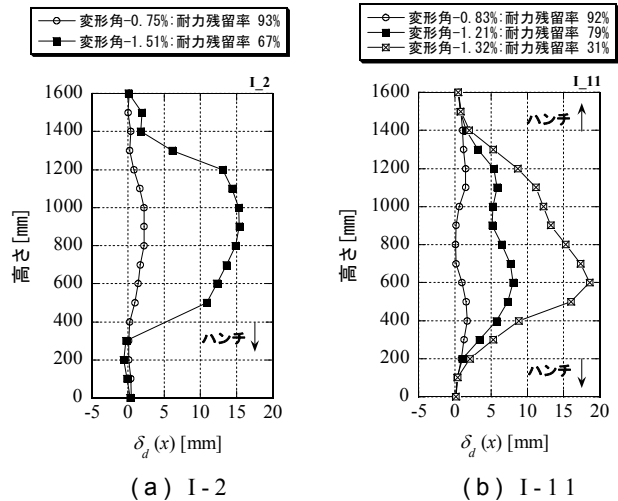 変形角-0.75%:耐力残留率 93%
変形角-1.51%:耐力残留率 67%
I_2
1600
1400
1200
1000
800
600
400
200
0
高さ[mm]
ハンチ
-5 0 5 10 15 20
δd (x) [mm]
(a) I-2
変形角-0.83%:耐力残留率 92%
変形角-1.21%:耐力残留率 79%
変形角-1.32%:耐力残留率 31%
I_11
1600
1400
1200
1000
800
600
400
200
0
高さ[mm]
ハンチ
ハンチ
-5 0 5 10 15 20
δd (x) [mm]
(b) I-11